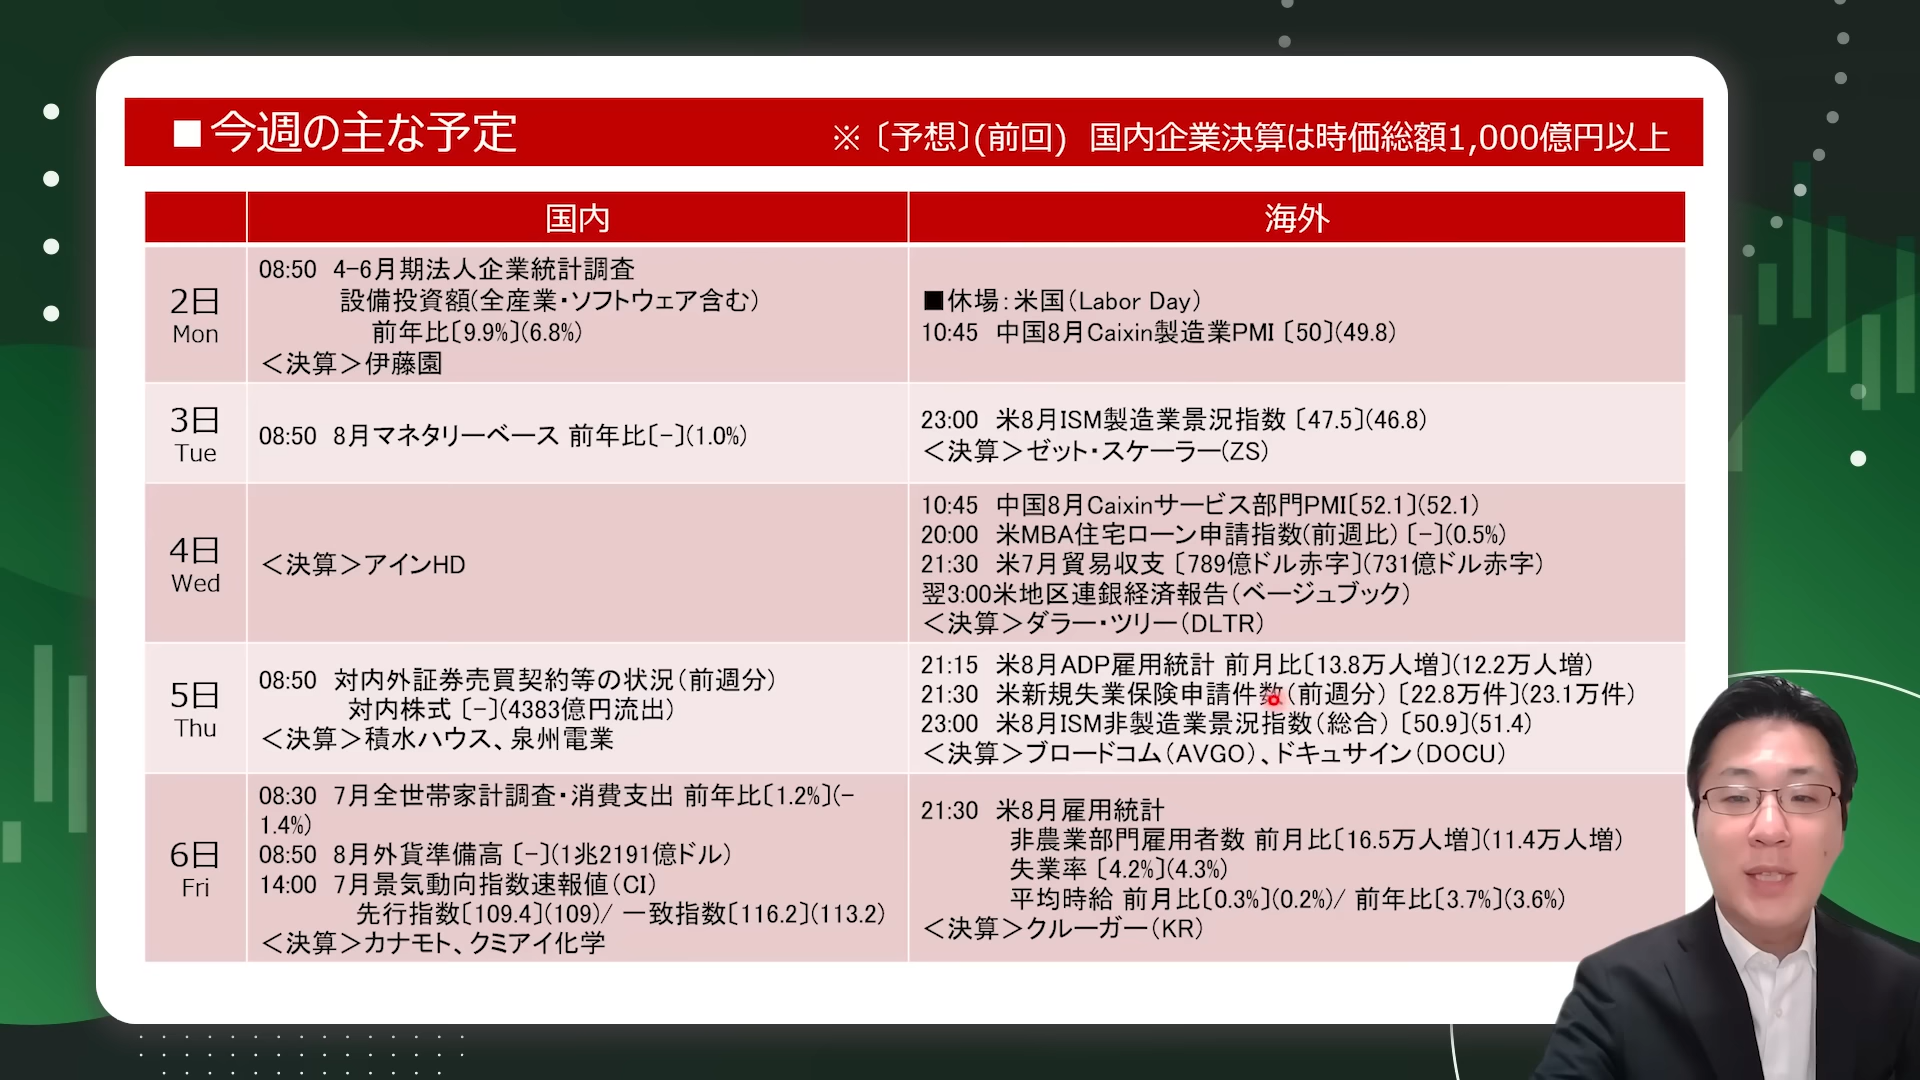 ■今週の主な予定
※〔予想〕(前回) 国内企業決算は時価総額1,000億円以上
国内
海外
2日
Mon
08:50 4-6月期法人企業統計調査
設備投資額(全産業・ソフトウェア含む)
前年比〔9.9%〕(6.8%)
＜決算＞伊藤園
■休場:米国(Labor Day)
10:45 中国8月Caixin製造業PMI〔50〕(49.8)
3日
Tue
08:50 8月マネタリーベース 前年比〔-〕(1.0%)
23:00 米8月ISM製造業景況指数〔47.5〕(46.8)
＜決算＞ゼット・スケーラー(ZS)
4日
Wed
＜決算＞アインHD
10:45 中国8月Caixinサービス部門PMI〔52.1〕(52.1)
20:00 米MBA住宅ローン申請指数(前週比)〔-〕(0.5%)
21:30 米7月貿易収支〔789億ドル赤字〕(731億ドル赤字)
翌3:00米地区連銀経済報告(ベージュブック)
＜決算＞ダラー・ツリー(DLTR)
5日
Thu
08:50 対内外証券売買契約等の状況(前週分)
対内株式〔-〕(4383億円流出)
＜決算＞積水ハウス、泉州電業
21:15 米8月ADP雇用統計 前月比〔13.8万人増〕(12.2万人増)
21:30 米新規失業保険申請件数(前週分)〔22.8万件〕(23.1万件)
23:00 米8月ISM非製造業景況指数(総合)〔50.9〕(51.4)
＜決算＞ブロードコム(AVGO)、ドキュサイン(DOCU)
6日
Fri
08:30 7月全世帯家計調査・消費支出 前年比〔1.2%〕(-
1.4%)
08:50 8月外貨準備高〔-〕(1兆2191億ドル)
14:00 7月景気動向指数速報値(CI)
先行指数〔109.4〕(109)/ 一致指数〔116.2〕(113.2)
＜決算＞カナモト、クミアイ化学
21:30 米8月雇用統計
非農業部門雇用者数 前月比〔16.5万人増〕(11.4万人増)
失業率〔4.2%〕(4.3%)
平均時給 前月比〔0.3%〕(0.2%)/ 前年比〔3.7%〕(3.6%)
＜決算＞クルーガー(KR)